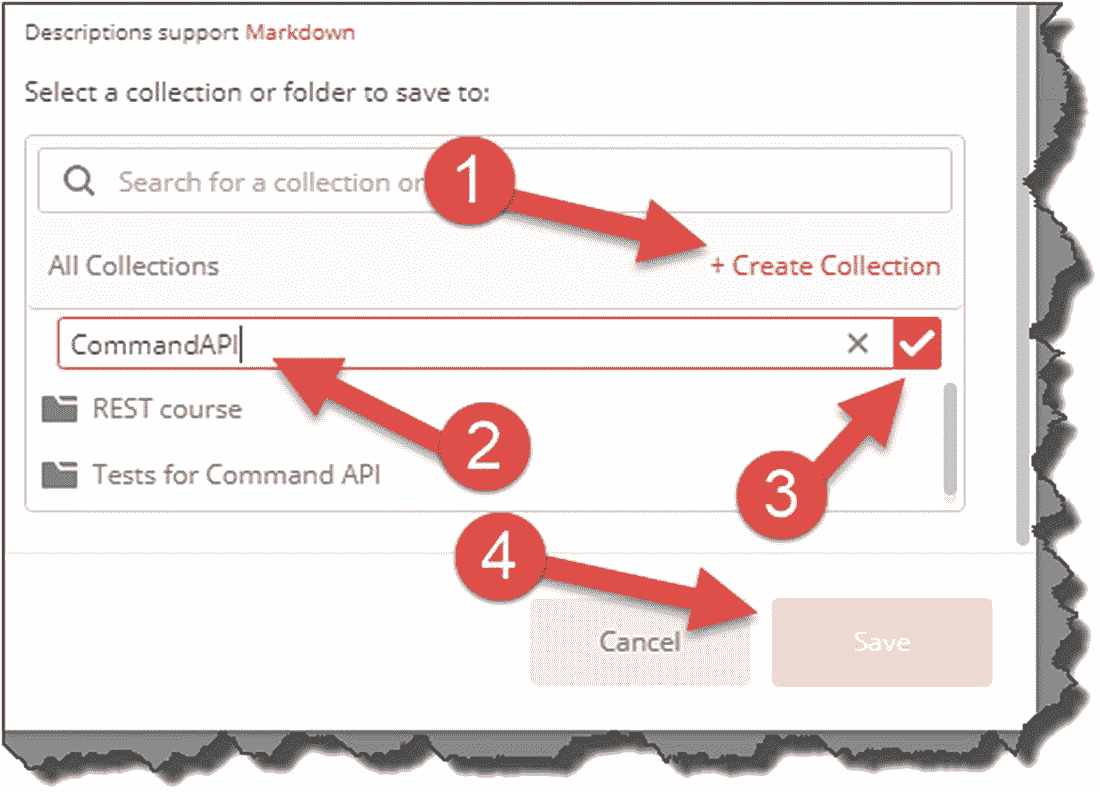 Descriptions support Markdown
Select a collection or folder to save to:
Search for a collection or
1
All Collections
+ Create Collection
CommandAPI
REST course
2
Tests for Command API
3
4
Cancel
Save